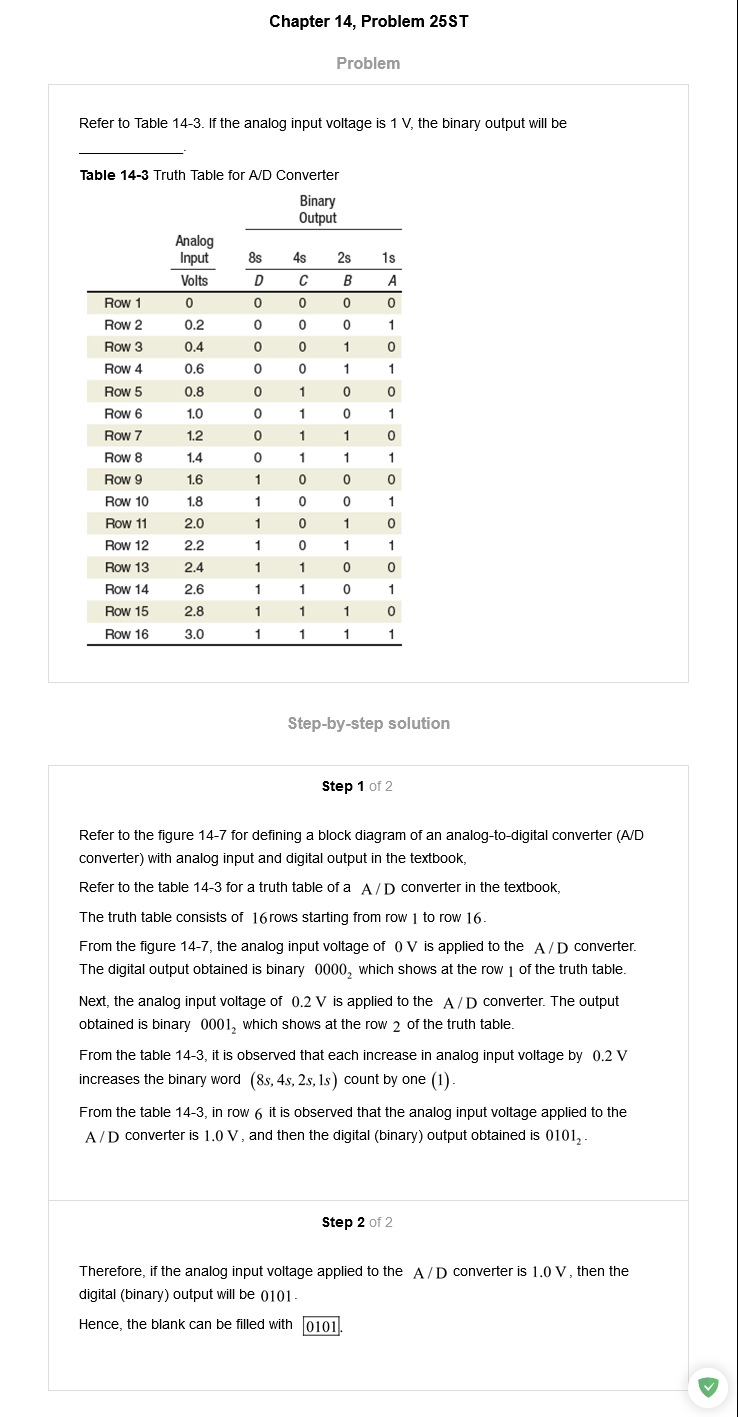 Chapter 14, Problem 25ST
Problem
Refer to Table 14-3. If the analog input voltage is 1 V, the binary output will be
_____________.
Table 14-3 Truth Table for A/D Converter
Binary
Output
Analog
Input 8s 4s 2s 1s
Volts D C B A
Row 1 0 0 0 0 0
Row 2 0.2 0 0 0 1
Row 3 0.4 0 0 1 0
Row 4 0.6 0 0 1 1
Row 5 0.8 0 1 0 0
Row 6 1.0 0 1 0 1
Row 7 1.2 0 1 1 0
Row 8 1.4 0 1 1 1
Row 9 1.6 1 0 0 0
Row 10 1.8 1 0 0 1
Row 11 2.0 1 0 1 0
Row 12 2.2 1 0 1 1
Row 13 2.4 1 1 0 0
Row 14 2.6 1 1 0 1
Row 15 2.8 1 1 1 0
Row 16 3.0 1 1 1 1
Step-by-step solution
Step 1 of 2
Refer to the figure 14-7 for defining a block diagram of an analog-to-digital converter (A/D
converter) with analog input and digital output in the textbook,
Refer to the table 14-3 for a truth table of a A/D converter in the textbook,
The truth table consists of 16 rows starting from row 1 to row 16.
From the figure 14-7, the analog input voltage of 0 V is applied to the A/D converter.
The digital output obtained is binary 0000₂ which shows at the row 1 of the truth table.
Next, the analog input voltage of 0.2 V is applied to the A/D converter. The output
obtained is binary 0001₂ which shows at the row 2 of the truth table.
From the table 14-3, it is observed that each increase in analog input voltage by 0.2 V
increases the binary word (8s, 4s, 2s, 1s) count by one (1).
From the table 14-3, in row 6 it is observed that the analog input voltage applied to the
A/D converter is 1.0 V, and then the digital (binary) output obtained is 0101₂.
Step 2 of 2
Therefore, if the analog input voltage applied to the A/D converter is 1.0 V, then the
digital (binary) output will be 0101.
Hence, the blank can be filled with 0101.